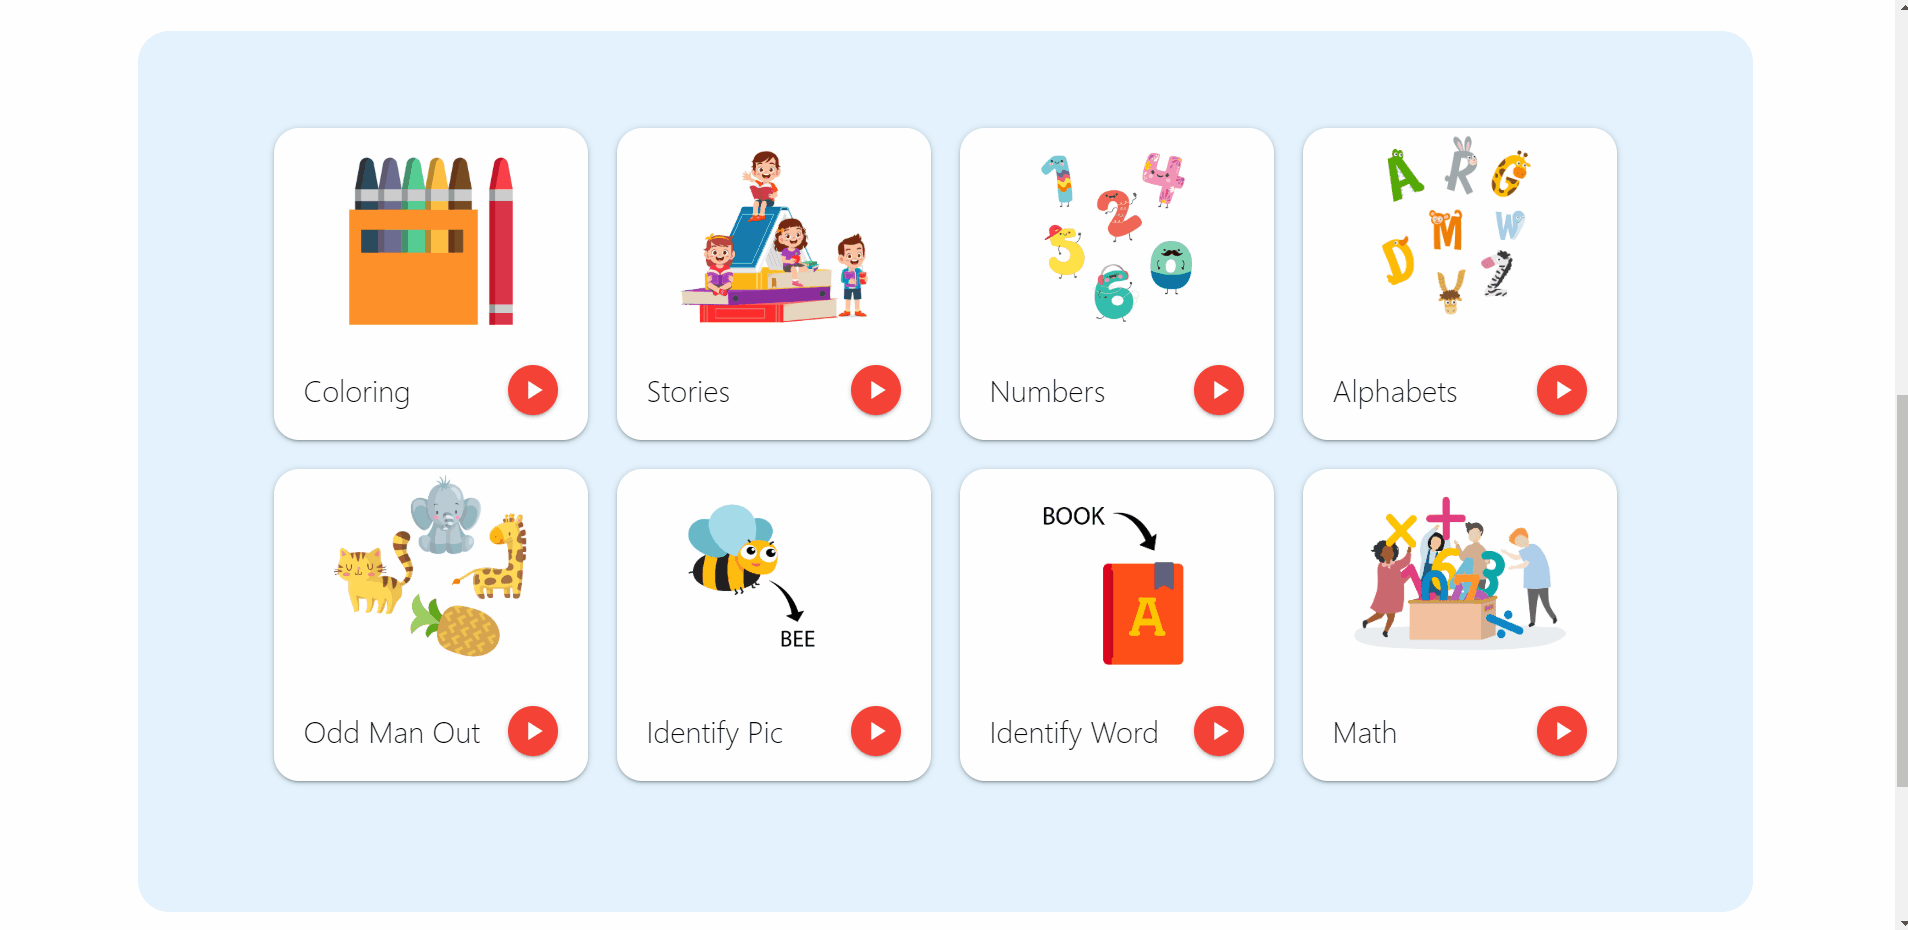 1 4
2
5
0
6
A R G
M W
D
Y Z
Coloring
Stories
Numbers
Alphabets
BOOK
A
BEE
Odd Man Out
Identify Pic
Identify Word
Math